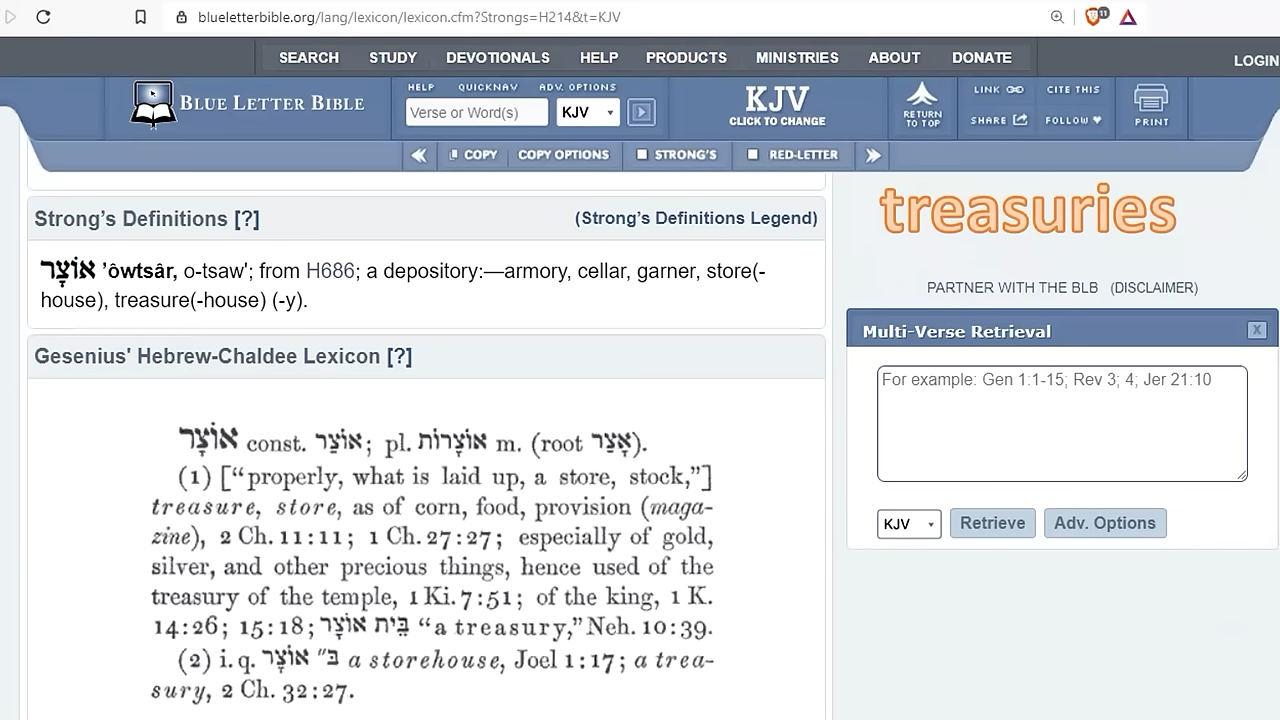 blueletterbible.org/lang/lexicon/lexicon.cfm?Strongs=H214&t=KJV
11
SEARCH STUDY DEVOTIONALS HELP PRODUCTS MINISTRIES ABOUT DONATE
LOGIN
BLUE LETTER BIBLE
HELP QUICKNAV ADV. OPTIONS
Verse or Word(s) KJV
KJV
CLICK TO CHANGE
RETURN
TO TOP
LINK CITE THIS
SHARE FOLLOW
PRINT
COPY COPY OPTIONS STRONG'S RED-LETTER
Strong's Definitions [?] (Strong's Definitions Legend)
אוֹצָר ʼôwtsâr, o-tsaw'; from H686; a depository:—armory, cellar, garner, store(-
house), treasure(-house) (-y).
Gesenius' Hebrew-Chaldee Lexicon [?]
אוֹצָר const. אוֹצַר; pl. אוֹצָרוֹת m. (root אָצַר).
(1) ["properly, what is laid up, a store, stock,"]
treasure, store, as of corn, food, provision (maga-
zine), 2 Ch. 11:11; 1 Ch. 27:27; especially of gold,
silver, and other precious things, hence used of the
treasury of the temple, 1 Ki. 7:51; of the king, 1 K.
14:26; 15:18; בֵּית אוֹצָר "a treasury," Neh. 10:39.
(2) i. q. בּ״ אוֹצָר a storehouse, Joel 1:17; a trea-
sury, 2 Ch. 32:27.
treasuries
PARTNER WITH THE BLB (DISCLAIMER)
Multi-Verse Retrieval X
For example: Gen 1:1-15; Rev 3; 4; Jer 21:10
KJV Retrieve Adv. Options